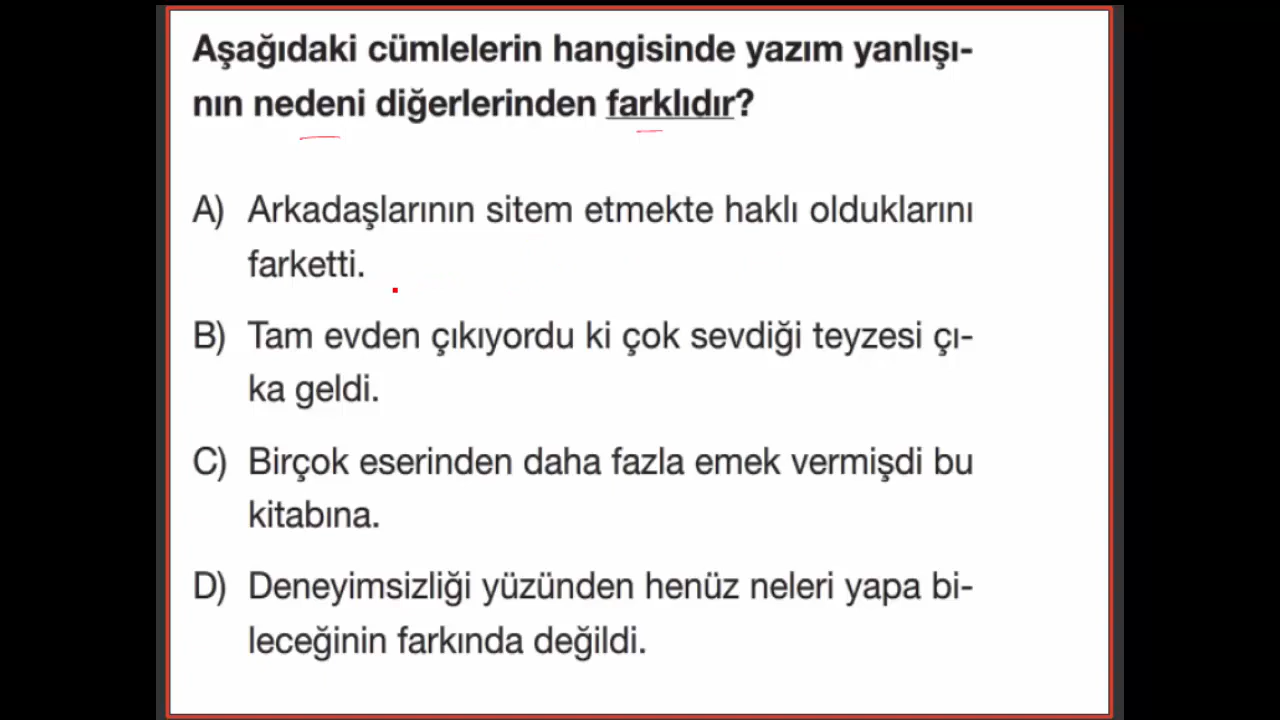 Aşağıdaki cümlelerin hangisinde yazım yanlışı-
nın nedeni diğerlerinden farklıdır?
A) Arkadaşlarının sitem etmekte haklı olduklarını
farketti.
B) Tam evden çıkıyordu ki çok sevdiği teyzesi çı-
ka geldi.
C) Birçok eserinden daha fazla emek vermişdi bu
kitabına.
D) Deneyimsizliği yüzünden henüz neleri yapa bi-
leceğinin farkında değildi.